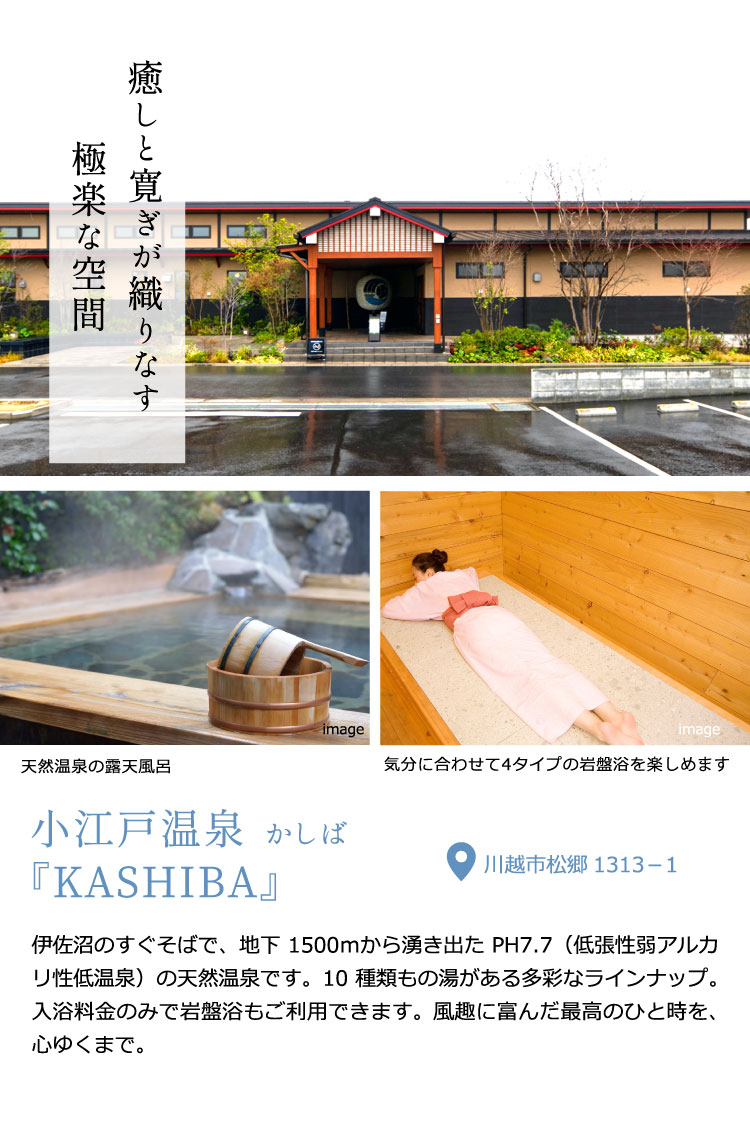 癒しと寛ぎが織りなす
極楽な空間
image
image
天然温泉の露天風呂
気分に合わせて4タイプの岩盤浴を楽しめます
小江戸温泉 かしば
『KASHIBA』
川越市松郷 1313－1
伊佐沼のすぐそばで、地下 1500mから湧き出た PH7.7（低張性弱アルカ
リ性低温泉）の天然温泉です。10 種類もの湯がある多彩なラインナップ。
入浴料金のみで岩盤浴もご利用できます。風趣に富んだ最高のひと時を、
心ゆくまで。